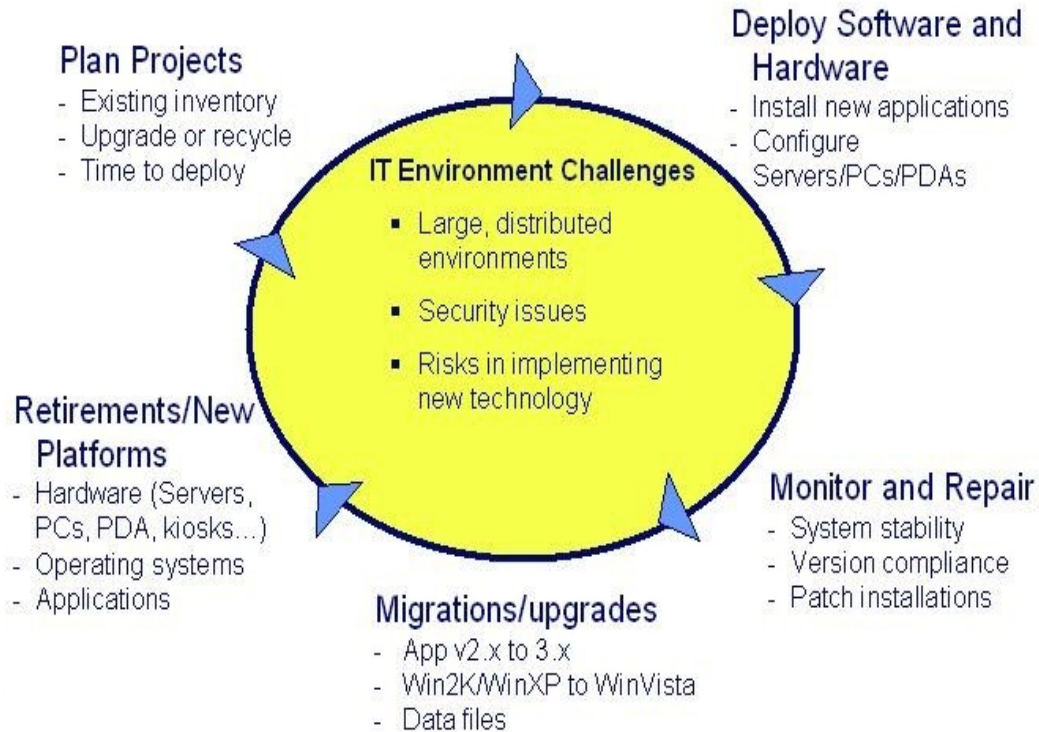 Plan Projects
- Existing inventory
- Upgrade or recycle
- Time to deploy
Deploy Software and
Hardware
- Install new applications
- Configure
Servers/PCs/PDAs
IT Environment Challenges
▪ Large, distributed
environments
▪ Security issues
▪ Risks in implementing
new technology
Retirements/New
Platforms
- Hardware (Servers,
PCs, PDA, kiosks...)
- Operating systems
- Applications
Monitor and Repair
- System stability
- Version compliance
- Patch installations
Migrations/upgrades
- App v2.x to 3.x
- Win2K/WinXP to WinVista
- Data files